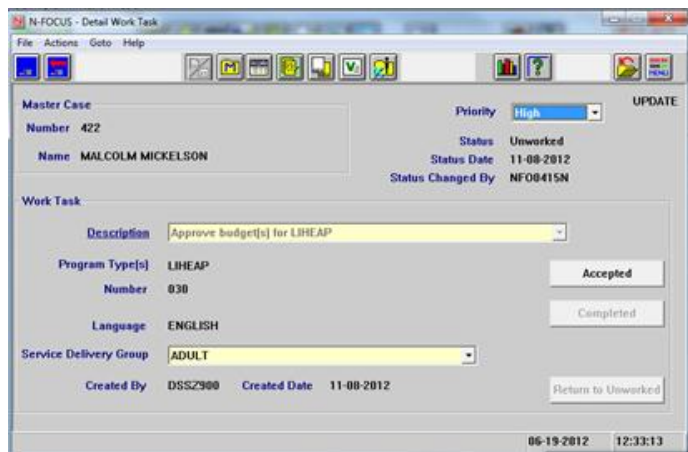 N-FOCUS - Detail Work Task
File Actions Goto Help
UPDATE
Master Case
Number 422
Name MALCOLM MICKELSON
Priority High
Status Unworked
Status Date 11-08-2012
Status Changed By NFO0415N
Work Task
Description Approve budget[s] for LIHEAP
Program Type[s] LIHEAP
Number 030
Accepted
Completed
Language ENGLISH
Service Delivery Group ADULT
Created By DSSZ900 Created Date 11-08-2012
Return to Unworked
06-19-2012 12:33:13